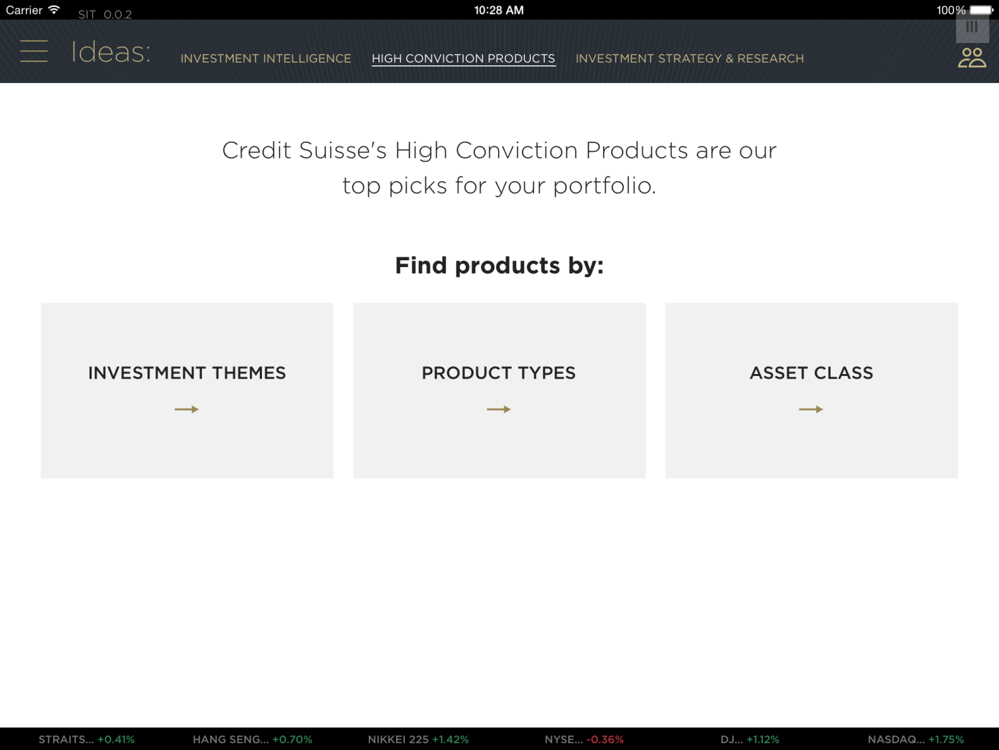 Carrier
SIT 0.0.2
10:28 AM
100%
Ideas:
INVESTMENT INTELLIGENCE
HIGH CONVICTION PRODUCTS
INVESTMENT STRATEGY & RESEARCH
Credit Suisse's High Conviction Products are our
top picks for your portfolio.
Find products by:
INVESTMENT THEMES
PRODUCT TYPES
ASSET CLASS
STRAITS... +0.41%
HANG SENG... +0.70%
NIKKEI 225 +1.42%
NYSE... -0.36%
DJ... +1.12%
NASDAQ... +1.75%